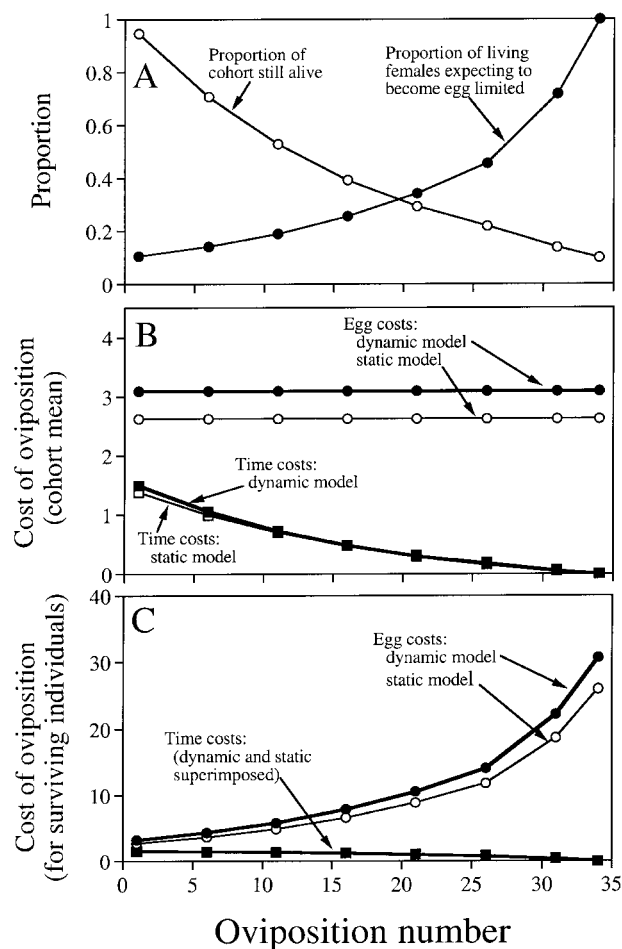 1
0.8
0.6
0.4
0.2
0
Proportion
A
Proportion of
cohort still alive
Proportion of living
females expecting to
become egg limited
4
3
2
1
0
Cost of oviposition
(cohort mean)
B
Egg costs:
dynamic model
static model
Time costs:
dynamic model
Time costs:
static model
40
30
20
10
0
Cost of oviposition
(for surviving individuals)
C
Egg costs:
dynamic model
static model
Time costs:
(dynamic and static
superimposed)
0 5 10 15 20 25 30 35
Oviposition number